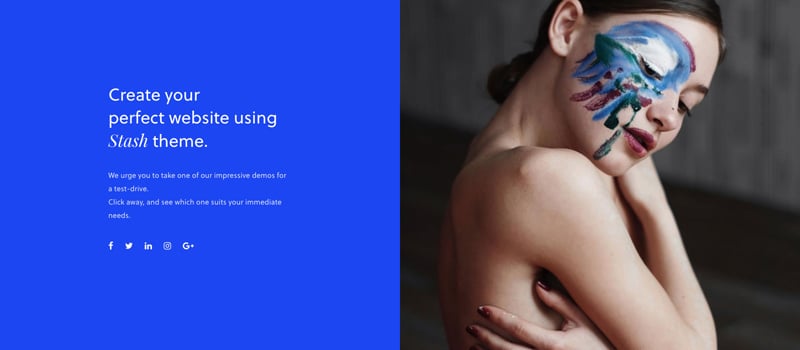 Create your
perfect website using
Stash theme.
We urge you to take one of our impressive demos for
a test-drive.
Click away, and see which one suits your immediate
needs.